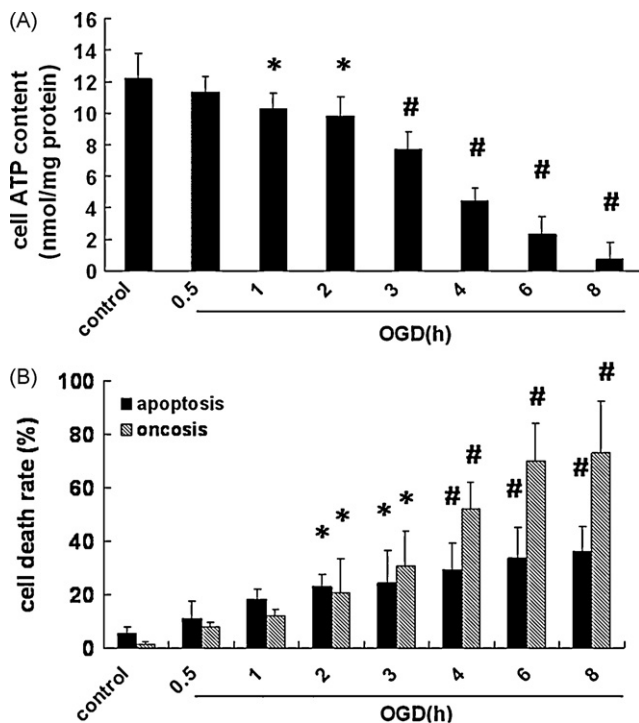 (A)
cell ATP content
(nmol/mg protein)
16
14
12
10
8
6
4
2
0
* * # # # #
control 0.5 1 2 3 4 6 8
OGD(h)
(B)
cell death rate (%)
100
80
60
40
20
0
apoptosis
oncosis
* * * * # # # # # #
control 0.5 1 2 3 4 6 8
OGD(h)